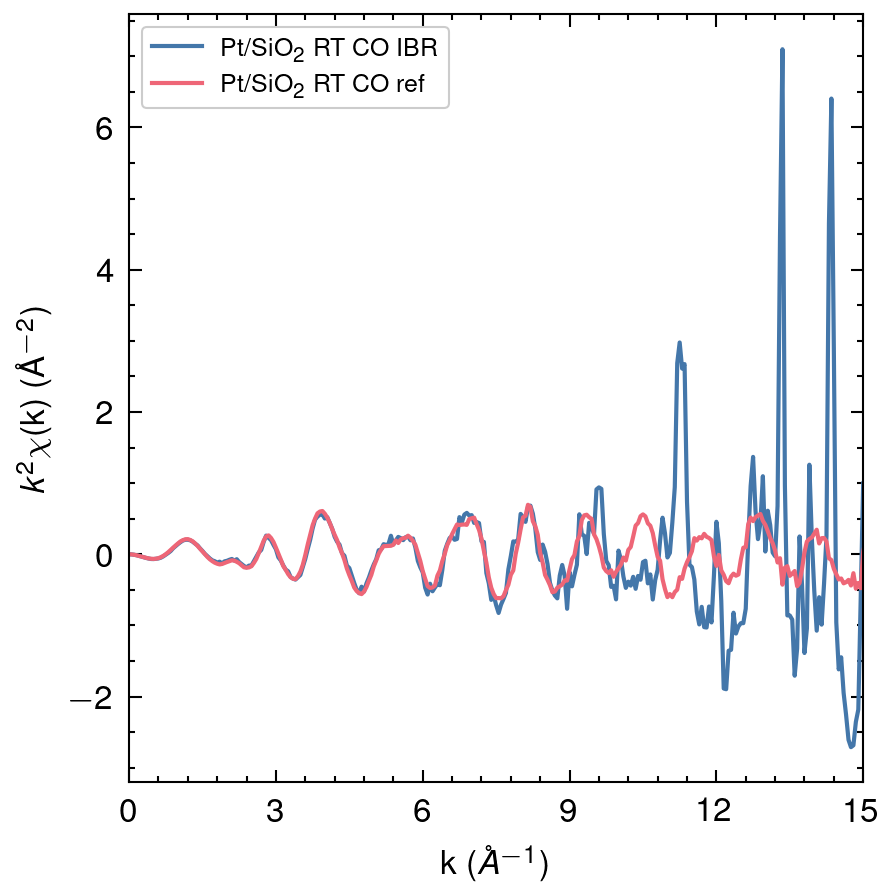 Pt/SiO₂ RT CO IBR
Pt/SiO₂ RT CO ref
6
4
2
0
−2
k²χ(k) (Å⁻²)
0 3 6 9 12 15
k (Å⁻¹)